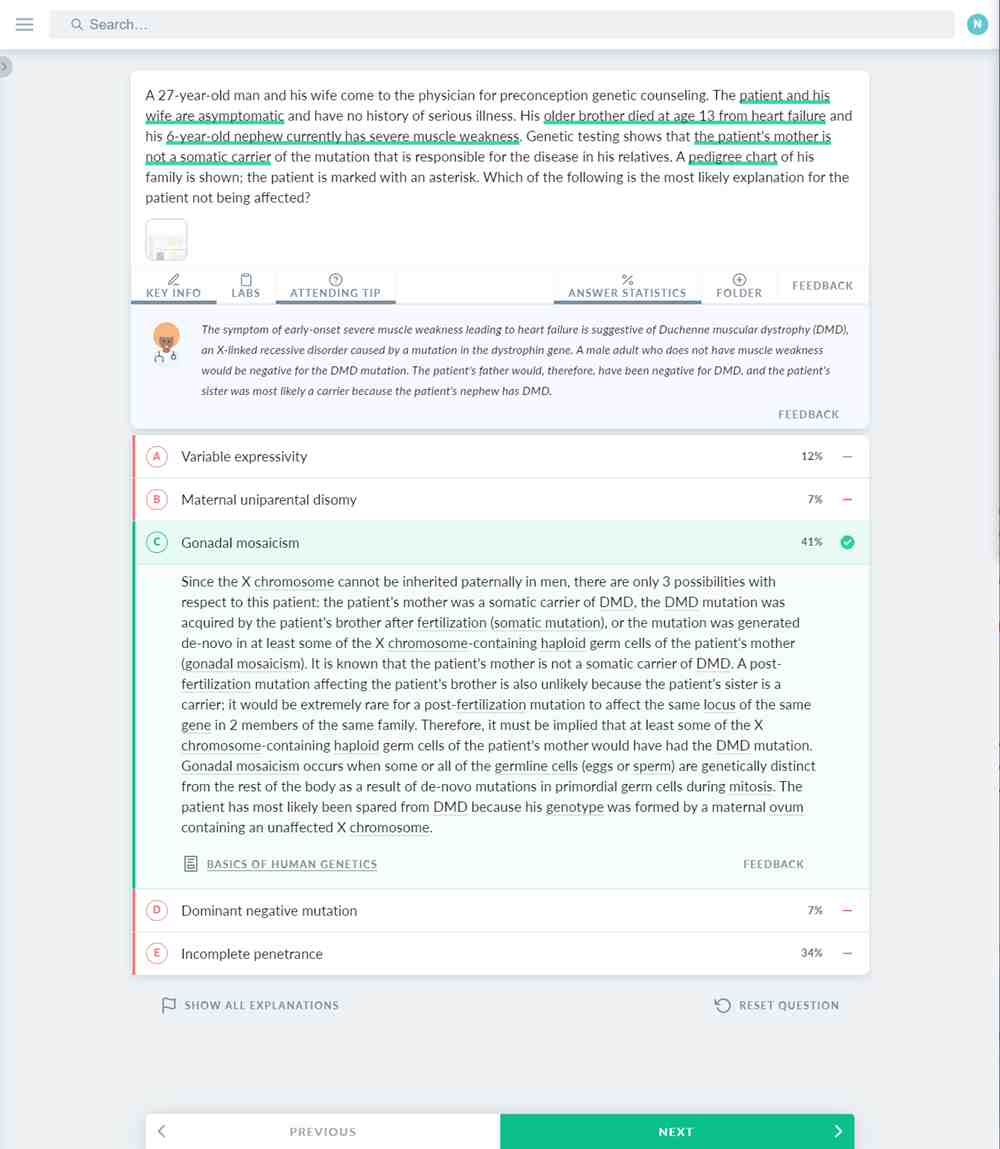 Search...
N
A 27-year-old man and his wife come to the physician for preconception genetic counseling. The patient and his
wife are asymptomatic and have no history of serious illness. His older brother died at age 13 from heart failure and
his 6-year-old nephew currently has severe muscle weakness. Genetic testing shows that the patient's mother is
not a somatic carrier of the mutation that is responsible for the disease in his relatives. A pedigree chart of his
family is shown; the patient is marked with an asterisk. Which of the following is the most likely explanation for the
patient not being affected?
KEY INFO LABS ATTENDING TIP ANSWER STATISTICS FOLDER FEEDBACK
The symptom of early-onset severe muscle weakness leading to heart failure is suggestive of Duchenne muscular dystrophy (DMD),
an X-linked recessive disorder caused by a mutation in the dystrophin gene. A male adult who does not have muscle weakness
would be negative for the DMD mutation. The patient's father would, therefore, have been negative for DMD, and the patient's
sister was most likely a carrier because the patient's nephew has DMD.
FEEDBACK
A Variable expressivity 12%
B Maternal uniparental disomy 7%
C Gonadal mosaicism 41%
Since the X chromosome cannot be inherited paternally in men, there are only 3 possibilities with
respect to this patient: the patient's mother was a somatic carrier of DMD, the DMD mutation was
acquired by the patient's brother after fertilization (somatic mutation), or the mutation was generated
de-novo in at least some of the X chromosome-containing haploid germ cells of the patient's mother
(gonadal mosaicism). It is known that the patient's mother is not a somatic carrier of DMD. A post-
fertilization mutation affecting the patient's brother is also unlikely because the patient's sister is a
carrier; it would be extremely rare for a post-fertilization mutation to affect the same locus of the same
gene in 2 members of the same family. Therefore, it must be implied that at least some of the X
chromosome-containing haploid germ cells of the patient's mother would have had the DMD mutation.
Gonadal mosaicism occurs when some or all of the germline cells (eggs or sperm) are genetically distinct
from the rest of the body as a result of de-novo mutations in primordial germ cells during mitosis. The
patient has most likely been spared from DMD because his genotype was formed by a maternal ovum
containing an unaffected X chromosome.
BASICS OF HUMAN GENETICS FEEDBACK
D Dominant negative mutation 7%
E Incomplete penetrance 34%
SHOW ALL EXPLANATIONS RESET QUESTION
PREVIOUS NEXT